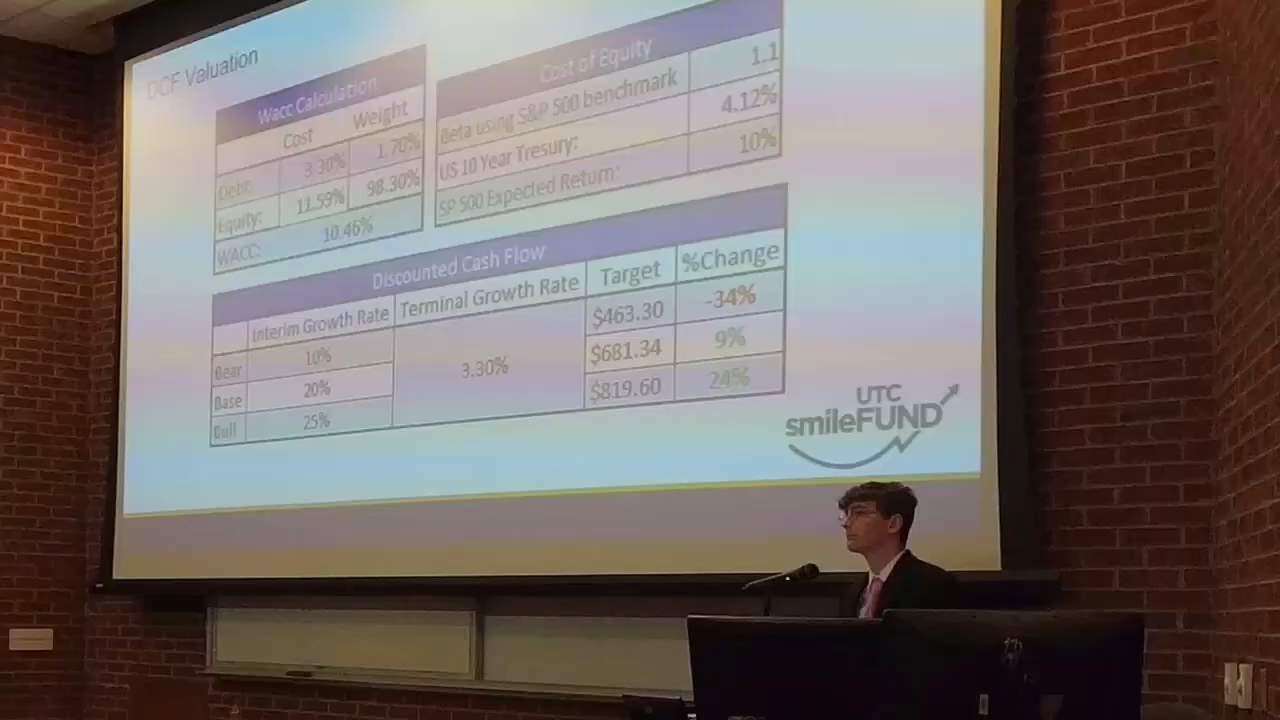 DCF Valuation
Wacc Calculation
Cost Weight
Debt: 3.30% 1.70%
Equity: 11.59% 98.30%
WACC: 10.46%
Cost of Equity
Beta using S&P 500 benchmark 1.1
US 10 Year Tresury: 4.12%
SP 500 Expected Return: 10%
Discounted Cash Flow
Interim Growth Rate Terminal Growth Rate Target %Change
Bear 10% $463.30 -34%
Base 20% 3.30% $681.34 9%
Bull 25% $819.60 24%
UTC
smileFUND